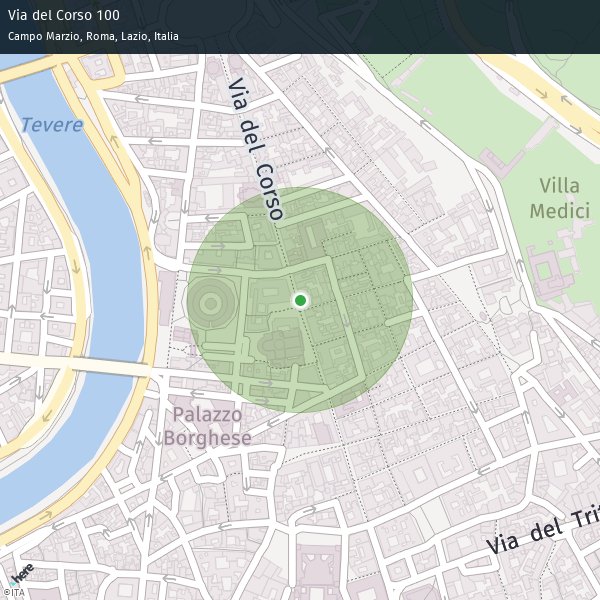 Via del Corso 100
Campo Marzio, Roma, Lazio, Italia
Tevere
Via del Corso
Villa
Medici
Palazzo
Borghese
Via del Trit
here
©ITA